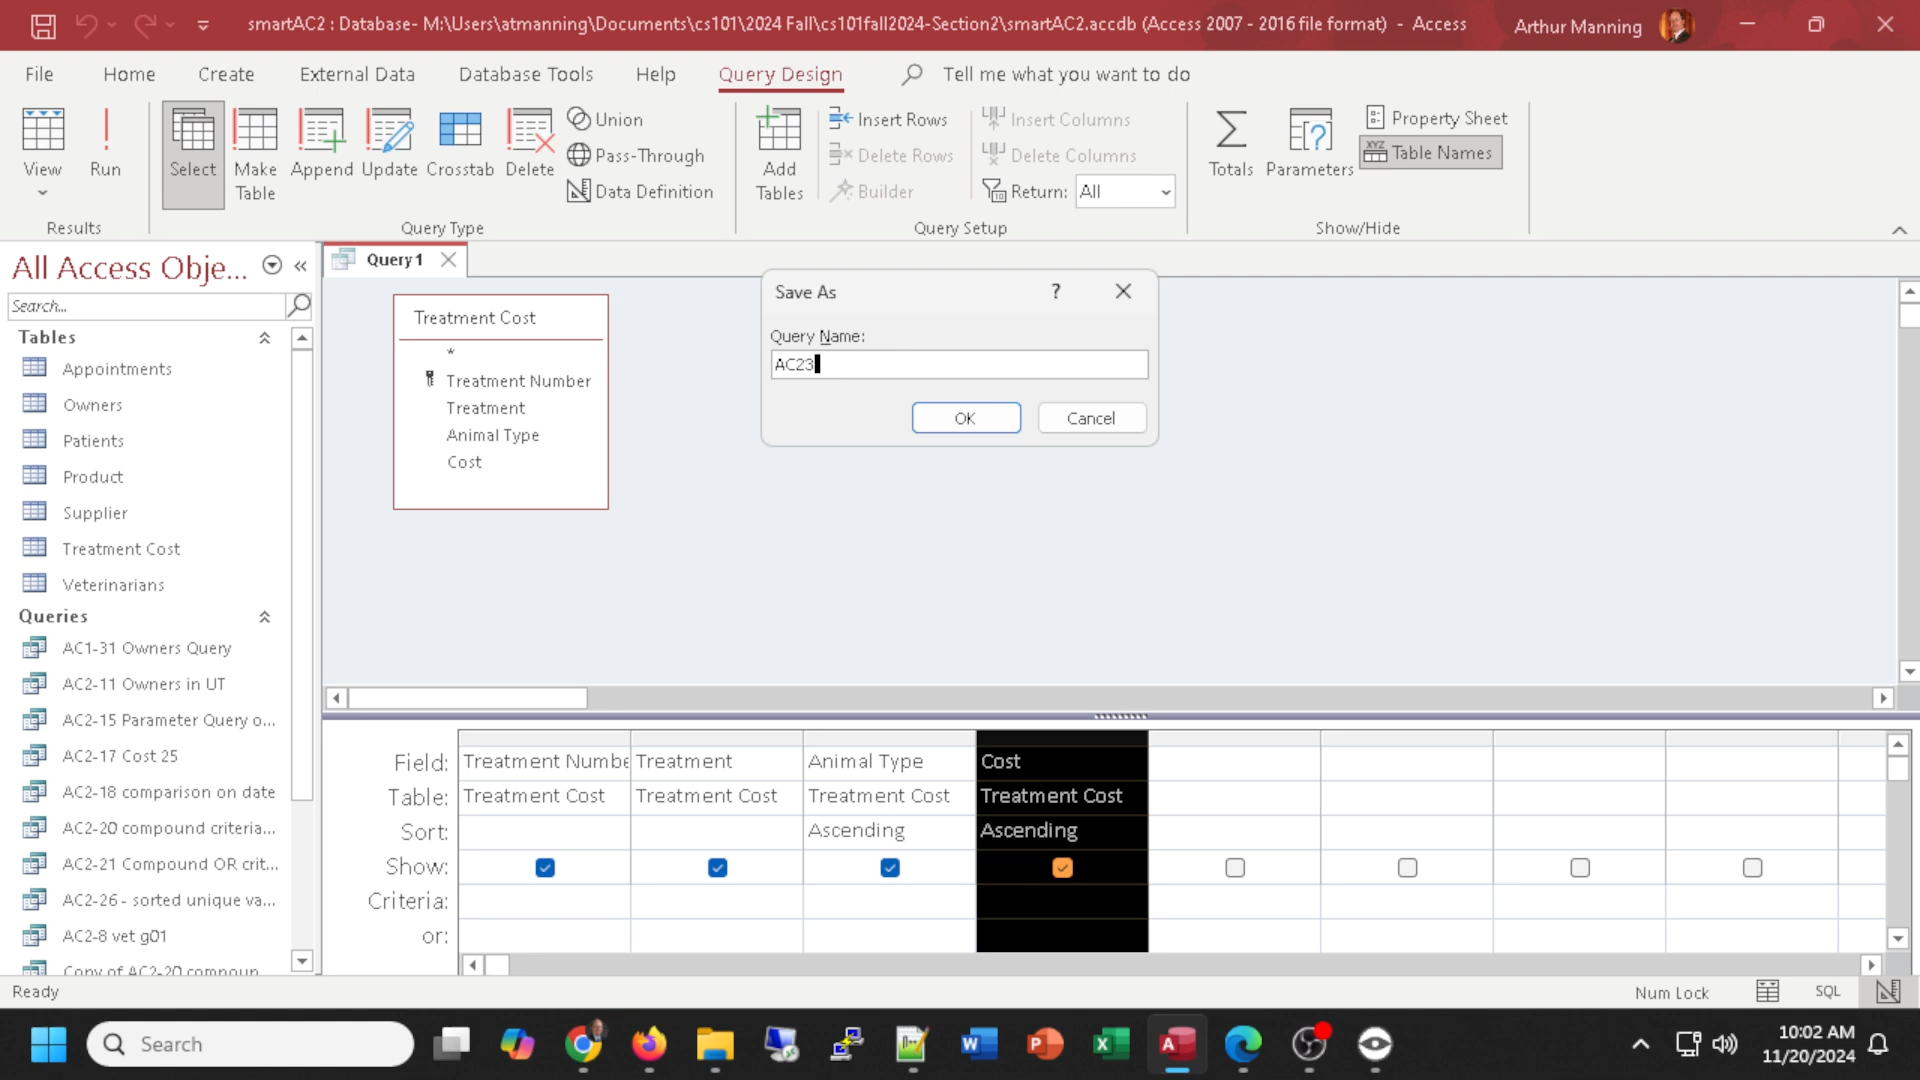 smartAC2 : Database- M:\Users\atmanning\Documents\cs101\2024 Fall\cs101fall2024-Section2\smartAC2.accdb (Access 2007 - 2016 file format) - Access
Arthur Manning
File Home Create External Data Database Tools Help Query Design Tell me what you want to do
View
Run
Select
Make Table
Append
Update
Crosstab
Delete
Union
Pass-Through
Data Definition
Add Tables
Insert Rows
Delete Rows
Builder
Insert Columns
Delete Columns
Return: All
Totals
Parameters
Property Sheet
Table Names
Results
Query Type
Query Setup
Show/Hide
All Access Obje...
Search...
Tables
Appointments
Owners
Patients
Product
Supplier
Treatment Cost
Veterinarians
Queries
AC1-31 Owners Query
AC2-11 Owners in UT
AC2-15 Parameter Query o...
AC2-17 Cost 25
AC2-18 comparison on date
AC2-20 compound criteria...
AC2-21 Compound OR crit...
AC2-26 - sorted unique va...
AC2-8 vet g01
Copy of AC2-20 compoun
Query1
Treatment Cost
*
Treatment Number
Treatment
Animal Type
Cost
Save As
?
Query Name:
AC23
OK Cancel
Field: Treatment Numbe Treatment Animal Type Cost
Table: Treatment Cost Treatment Cost Treatment Cost Treatment Cost
Sort: Ascending Ascending
Show:
Criteria:
or:
Ready
Num Lock
SQL
Search
10:02 AM
11/20/2024